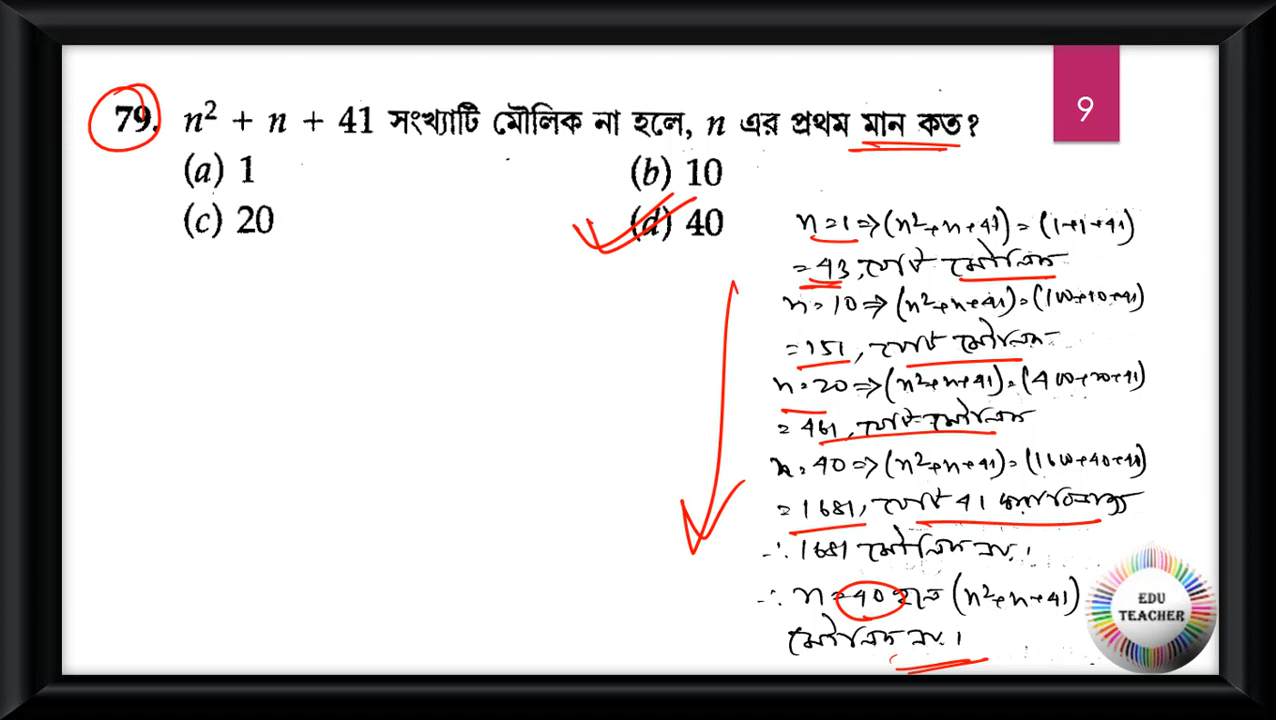 79. n² + n + 41 সংখ্যাটি মৌলিক না হলে, n এর প্রথম মান কত?
(a) 1
(b) 10
(c) 20
(d) 40
9
n=1⇒(n²+n+41)=(1+1+41)
=43, যেটি মৌলিক
n=10⇒(n²+n+41)=(100+10+41)
=151, যেটি মৌলিক
n=20⇒(n²+n+41)=(400+20+41)
=461, যেটি মৌলিক
n=40⇒(n²+n+41)=(1600+40+41)
=1681, যেটি 41 দ্বারা বিভাজ্য
∴1681 মৌলিক নয়।
∴n=40 হলে (n²+n+41)
মৌলিক নয়।
EDU
TEACHER